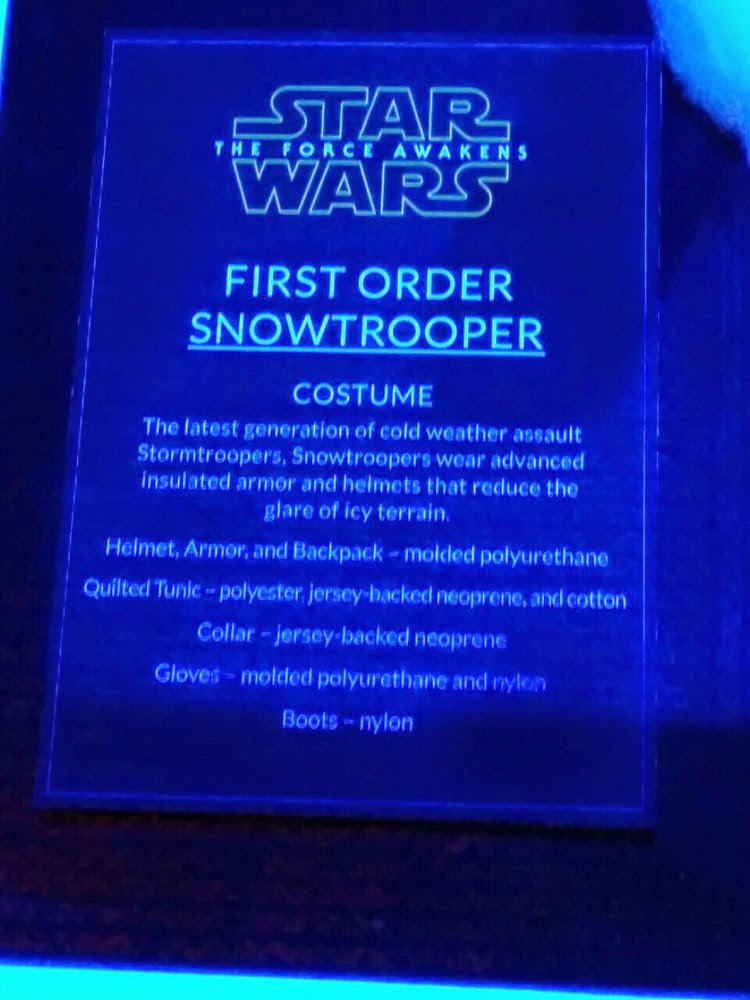 STAR
THE FORCE AWAKENS
WARS
FIRST ORDER
SNOWTROOPER
COSTUME
The latest generation of cold weather assault
Stormtroopers, Snowtroopers wear advanced
insulated armor and helmets that reduce the
glare of icy terrain.
Helmet, Armor, and Backpack – molded polyurethane
Quilted Tunic – polyester, jersey-backed neoprene, and cotton
Collar – jersey-backed neoprene
Gloves – molded polyurethane and nylon
Boots – nylon